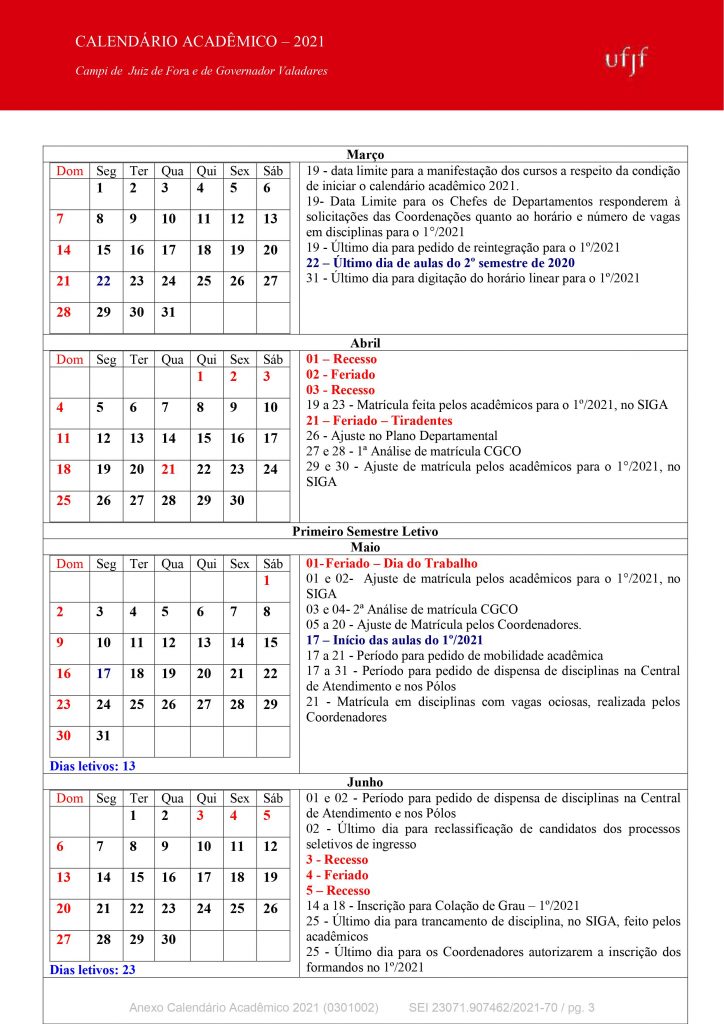 CALENDÁRIO ACADÊMICO – 2021
Campi de Juiz de Fora e de Governador Valadares
ufjf
Março
Dom Seg Ter Qua Qui Sex Sáb
1 2 3 4 5 6
7 8 9 10 11 12 13
14 15 16 17 18 19 20
21 22 23 24 25 26 27
28 29 30 31
19 - data limite para a manifestação dos cursos a respeito da condição
de iniciar o calendário acadêmico 2021.
19- Data Limite para os Chefes de Departamentos responderem à
solicitações das Coordenações quanto ao horário e número de vagas
em disciplinas para o 1°/2021
19 - Último dia para pedido de reintegração para o 1º/2021
22 – Último dia de aulas do 2º semestre de 2020
31 - Último dia para digitação do horário linear para o 1º/2021
Abril
Dom Seg Ter Qua Qui Sex Sáb
1 2 3
4 5 6 7 8 9 10
11 12 13 14 15 16 17
18 19 20 21 22 23 24
25 26 27 28 29 30
01 – Recesso
02 - Feriado
03 - Recesso
19 a 23 - Matrícula feita pelos acadêmicos para o 1º/2021, no SIGA
21 – Feriado – Tiradentes
26 - Ajuste no Plano Departamental
27 e 28 - 1ª Análise de matrícula CGCO
29 e 30 - Ajuste de matrícula pelos acadêmicos para o 1°/2021, no
SIGA
Primeiro Semestre Letivo
Maio
Dom Seg Ter Qua Qui Sex Sáb
1
2 3 4 5 6 7 8
9 10 11 12 13 14 15
16 17 18 19 20 21 22
23 24 25 26 27 28 29
30 31
Dias letivos: 13
01-Feriado – Dia do Trabalho
01 e 02- Ajuste de matrícula pelos acadêmicos para o 1°/2021, no
SIGA
03 e 04- 2ª Análise de matrícula CGCO
05 a 20 - Ajuste de Matrícula pelos Coordenadores.
17 – Início das aulas do 1º/2021
17 a 21 - Período para pedido de mobilidade acadêmica
17 a 31 - Período para pedido de dispensa de disciplinas na Central
de Atendimento e nos Pólos
21 - Matrícula em disciplinas com vagas ociosas, realizada pelos
Coordenadores
Junho
Dom Seg Ter Qua Qui Sex Sáb
1 2 3 4 5
6 7 8 9 10 11 12
13 14 15 16 17 18 19
20 21 22 23 24 25 26
27 28 29 30
Dias letivos: 23
01 e 02 - Período para pedido de dispensa de disciplinas na Central
de Atendimento e nos Pólos
02 - Último dia para reclassificação de candidatos dos processos
seletivos de ingresso
3 - Recesso
4 - Feriado
5 – Recesso
14 a 18 - Inscrição para Colação de Grau – 1º/2021
25 - Último dia para trancamento de disciplina, no SIGA, feito pelos
acadêmicos
25 - Último dia para os Coordenadores autorizarem a inscrição dos
formandos no 1º/2021
Anexo Calendário Acadêmico 2021 (0301002) SEI 23071.907462/2021-70 / pg. 3